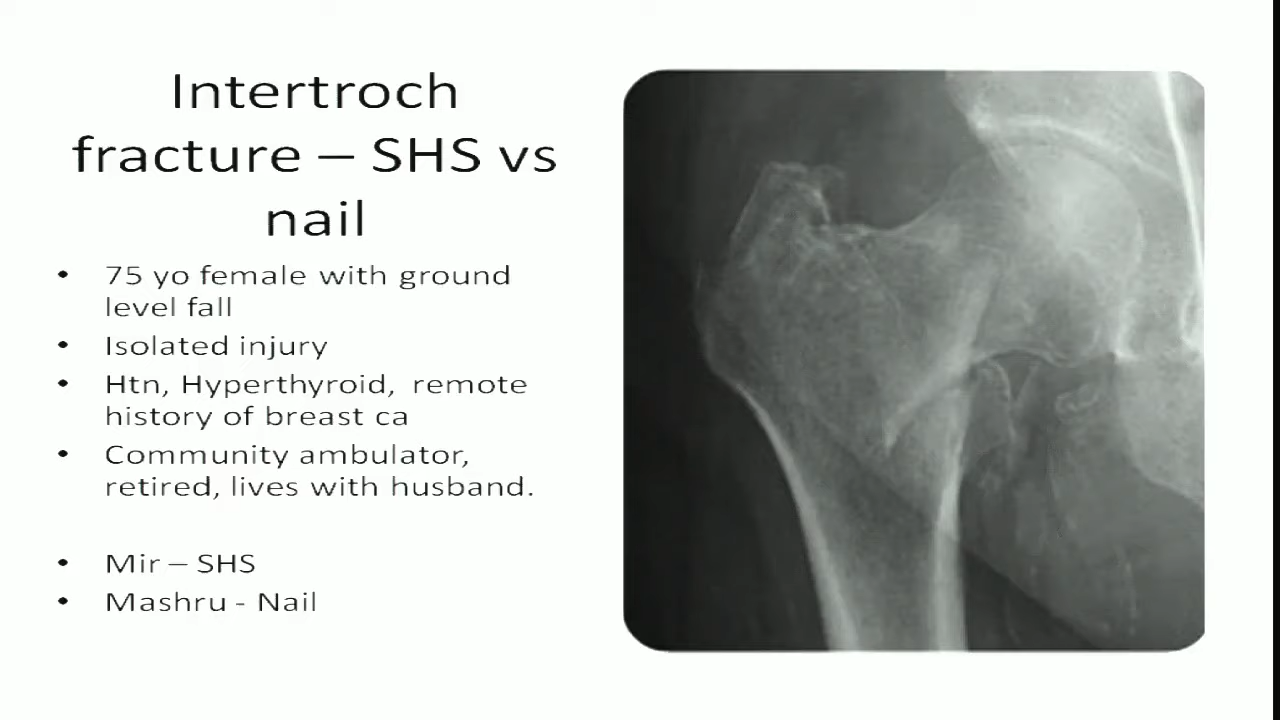 Intertroch
fracture – SHS vs
nail
• 75 yo female with ground
level fall
• Isolated injury
• Htn, Hyperthyroid, remote
history of breast ca
• Community ambulator,
retired, lives with husband.
• Mir – SHS
• Mashru - Nail